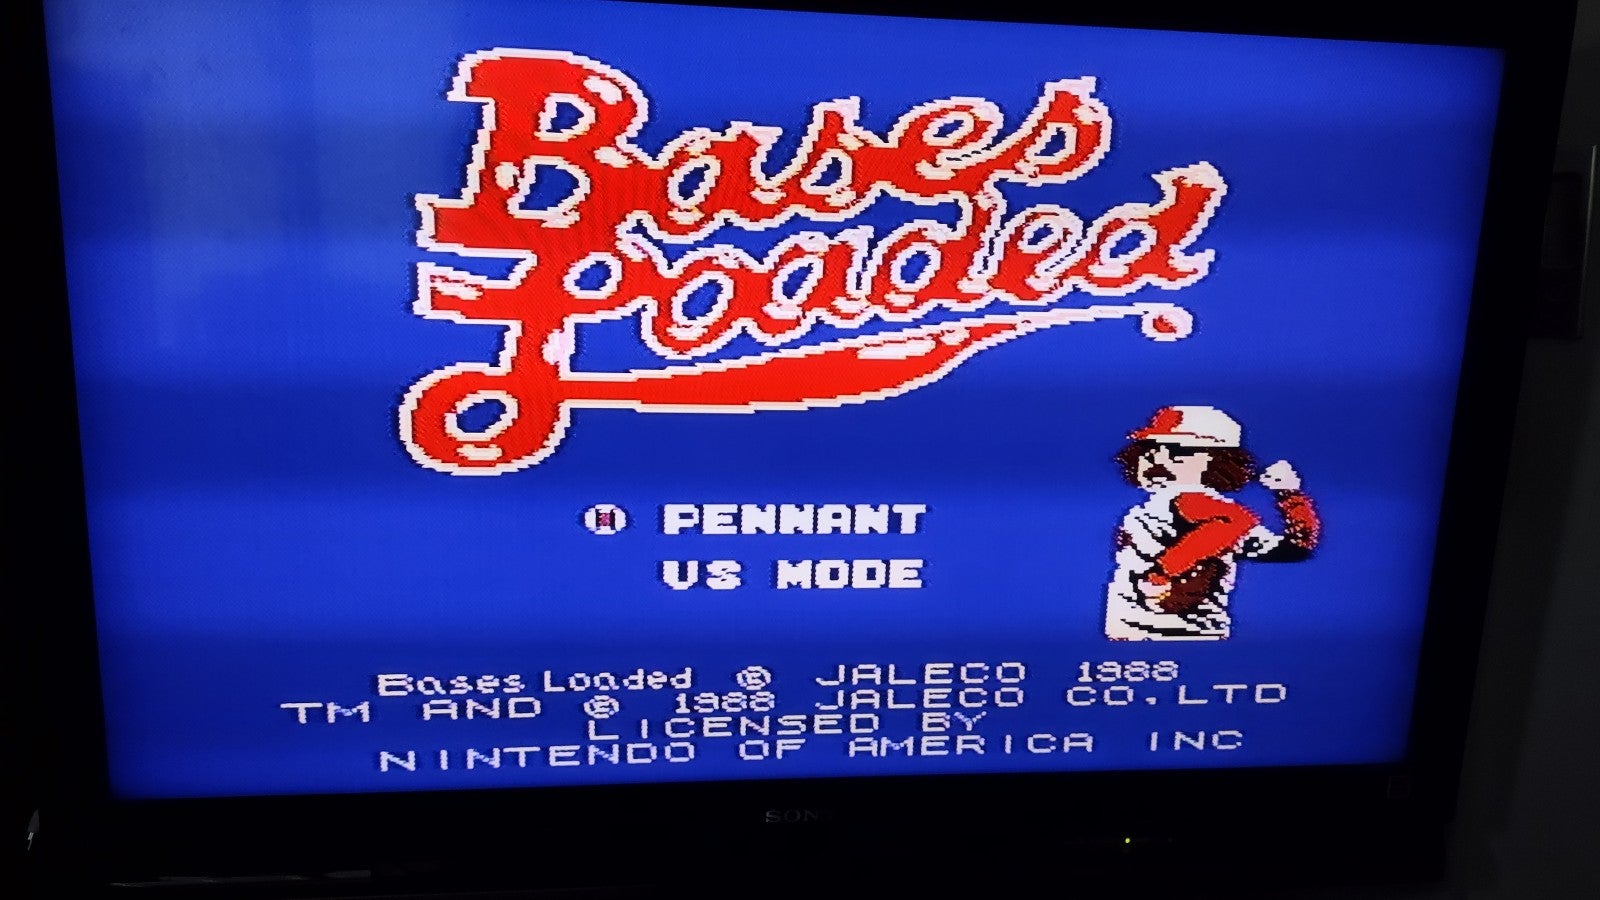 Bases
Loaded
PENNANT
VS MODE
Bases Loaded © JALECO 1988
TM AND © 1988 JALECO CO.,LTD
LICENSED BY
NINTENDO OF AMERICA INC
SONY